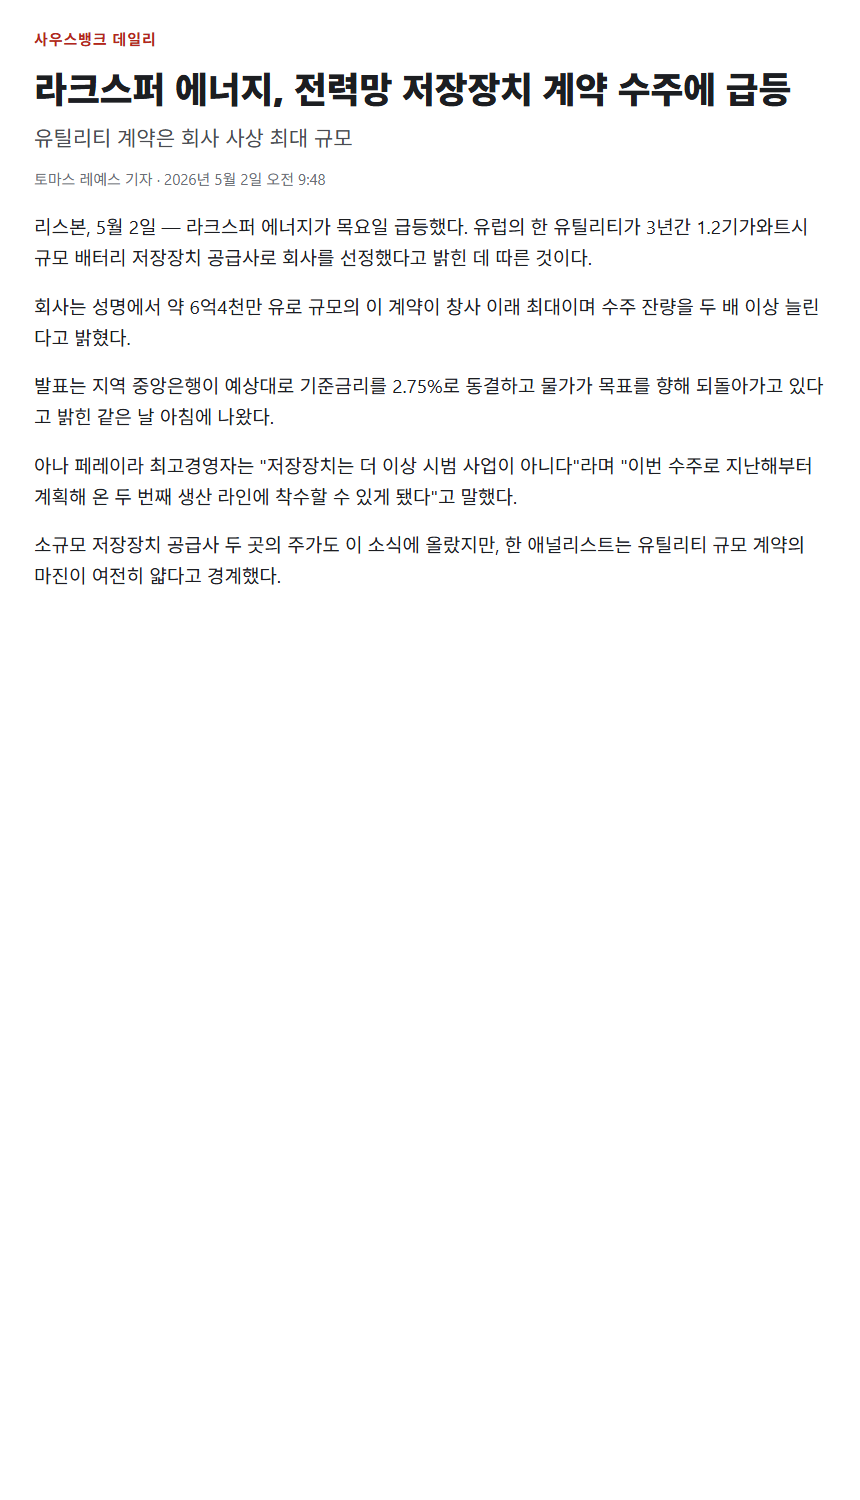 사우스뱅크 데일리
라크스퍼 에너지, 전력망 저장장치 계약 수주에 급등
유틸리티 계약은 회사 사상 최대 규모
토마스 레예스 기자 · 2026년 5월 2일 오전 9:48
리스본, 5월 2일 — 라크스퍼 에너지가 목요일 급등했다. 유럽의 한 유틸리티가 3년간 1.2기가와트시
규모 배터리 저장장치 공급사로 회사를 선정했다고 밝힌 데 따른 것이다.
회사는 성명에서 약 6억4천만 유로 규모의 이 계약이 창사 이래 최대이며 수주 잔량을 두 배 이상 늘린
다고 밝혔다.
발표는 지역 중앙은행이 예상대로 기준금리를 2.75%로 동결하고 물가가 목표를 향해 되돌아가고 있다
고 밝힌 같은 날 아침에 나왔다.
아나 페레이라 최고경영자는 "저장장치는 더 이상 시범 사업이 아니다"라며 "이번 수주로 지난해부터
계획해 온 두 번째 생산 라인에 착수할 수 있게 됐다"고 말했다.
소규모 저장장치 공급사 두 곳의 주가도 이 소식에 올랐지만, 한 애널리스트는 유틸리티 규모 계약의
마진이 여전히 얇다고 경계했다.